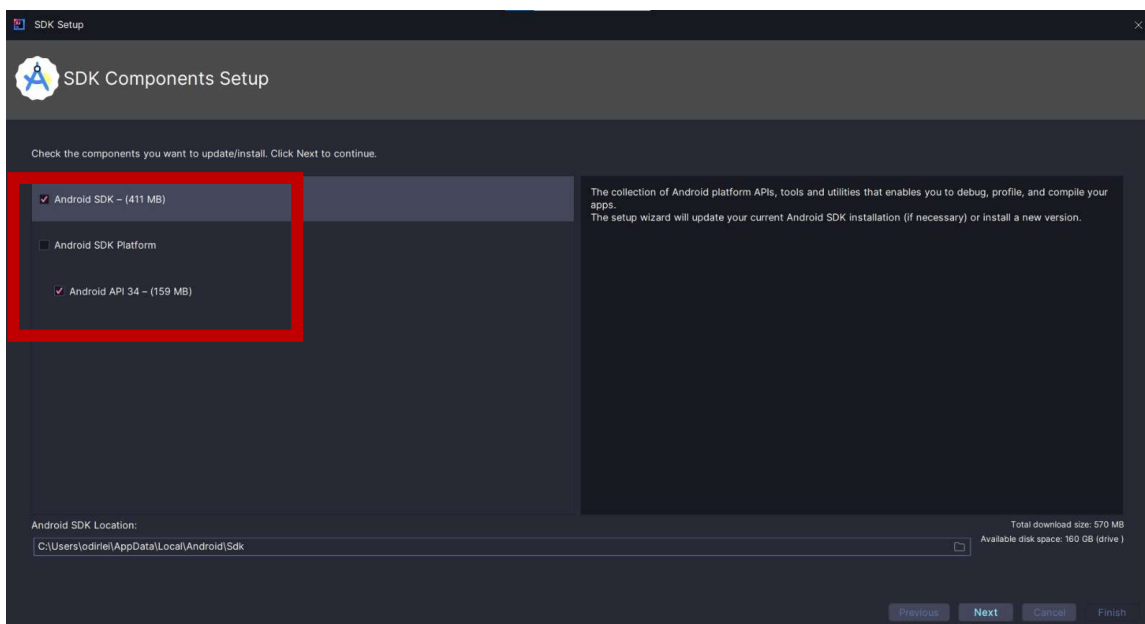 SDK Setup
SDK Components Setup
Check the components you want to update/install. Click Next to continue.
Android SDK – (411 MB)
Android SDK Platform
Android API 34 – (159 MB)
The collection of Android platform APIs, tools and utilities that enables you to debug, profile, and compile your
apps.
The setup wizard will update your current Android SDK installation (if necessary) or install a new version.
Android SDK Location:
C:\Users\odirlei\AppData\Local\Android\Sdk
Total download size: 570 MB
Available disk space: 160 GB (drive )
Previous Next Cancel Finish